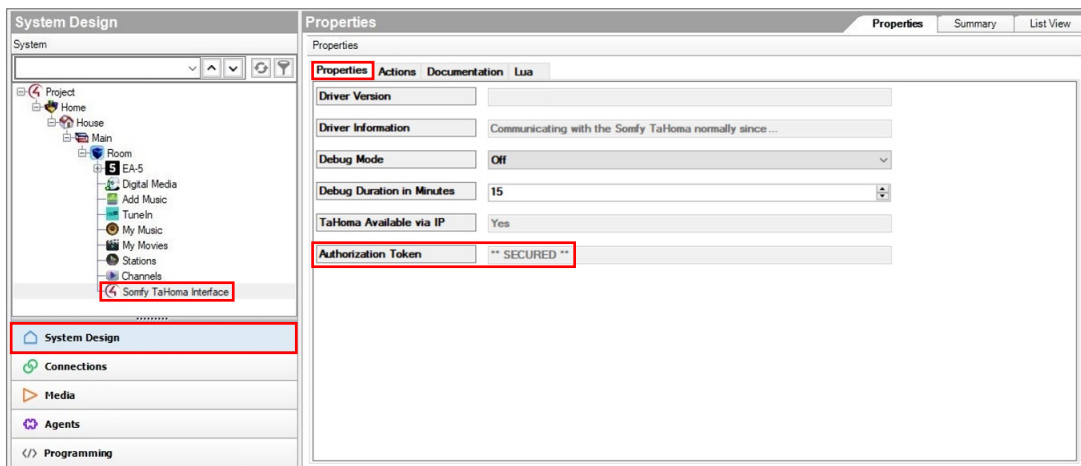 System Design
System
Project
Home
House
Main
Room
5 EA-5
Digital Media
Add Music
TuneIn
My Music
My Movies
Stations
Channels
Somfy TaHoma Interface
System Design
Connections
Media
Agents
</> Programming
Properties
Properties Summary List View
Properties
Properties Actions Documentation Lua
Driver Version
Driver Information Communicating with the Somfy TaHoma normally since ...
Debug Mode Off
Debug Duration in Minutes 15
TaHoma Available via IP Yes
Authorization Token ** SECURED **